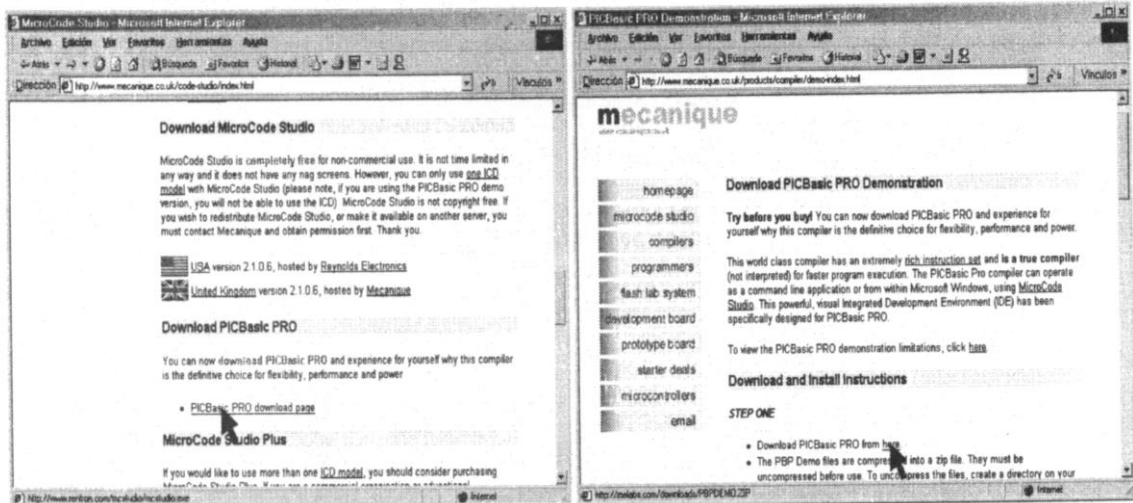 MicroCode Studio - Microsoft Internet Explorer
Archivo Edición Ver Favoritos Herramientas Ayuda
Atrás Búsqueda Favoritos Historial
Dirección http://www.mecanique.co.uk/code-studio/index.html Vínculos »
Download MicroCode Studio
MicroCode Studio is completely free for non-commercial use. It is not time limited in
any way and it does not have any nag screens. However, you can only use one ICD
model with MicroCode Studio (please note, if you are using the PICBasic PRO demo
version, you will not be able to use the ICD) MicroCode Studio is not copyright free. If
you wish to redistribute MicroCode Studio, or make it available on another server, you
must contact Mecanique and obtain permission first. Thank you.
USA version 2.1.0.6, hosted by Reynolds Electronics
United Kingdom version 2.1.0.6, hosted by Mecanique
Download PICBasic PRO
You can now download PICBasic PRO and experience for yourself why this compiler
is the definitive choice for flexibility, performance and power
• PICBasic PRO download page
MicroCode Studio Plus
If you would like to use more than one ICD model, you should consider purchasing
Internet
PICBasic PRO Demonstration - Microsoft Internet Explorer
Archivo Edición Ver Favoritos Herramientas Ayuda
Atrás Búsqueda Favoritos Historial
Dirección http://www.mecanique.co.uk/products/compiler/demo-index.html Vínculos »
mecanique
homepage
microcode studio
compilers
programmers
flash lab system
development board
prototype board
starter deals
microcontrollers
email
Download PICBasic PRO Demonstration
Try before you buy! You can now download PICBasic PRO and experience for
yourself why this compiler is the definitive choice for flexibility, performance and power.
This world class compiler has an extremely rich instruction set and is a true compiler
(not interpreted) for faster program execution. The PICBasic Pro compiler can operate
as a command line application or from within Microsoft Windows, using MicroCode
Studio. This powerful, visual Integrated Development Environment (IDE) has been
specifically designed for PICBasic PRO.
To view the PICBasic PRO demonstration limitations, click here.
Download and Install Instructions
STEP ONE
• Download PICBasic PRO from here
• The PBP Demo files are compressed into a zip file. They must be
uncompressed before use. To uncompress the files, create a directory on your
http://melabs.com/downloads/PBPDEMO.ZIP Internet